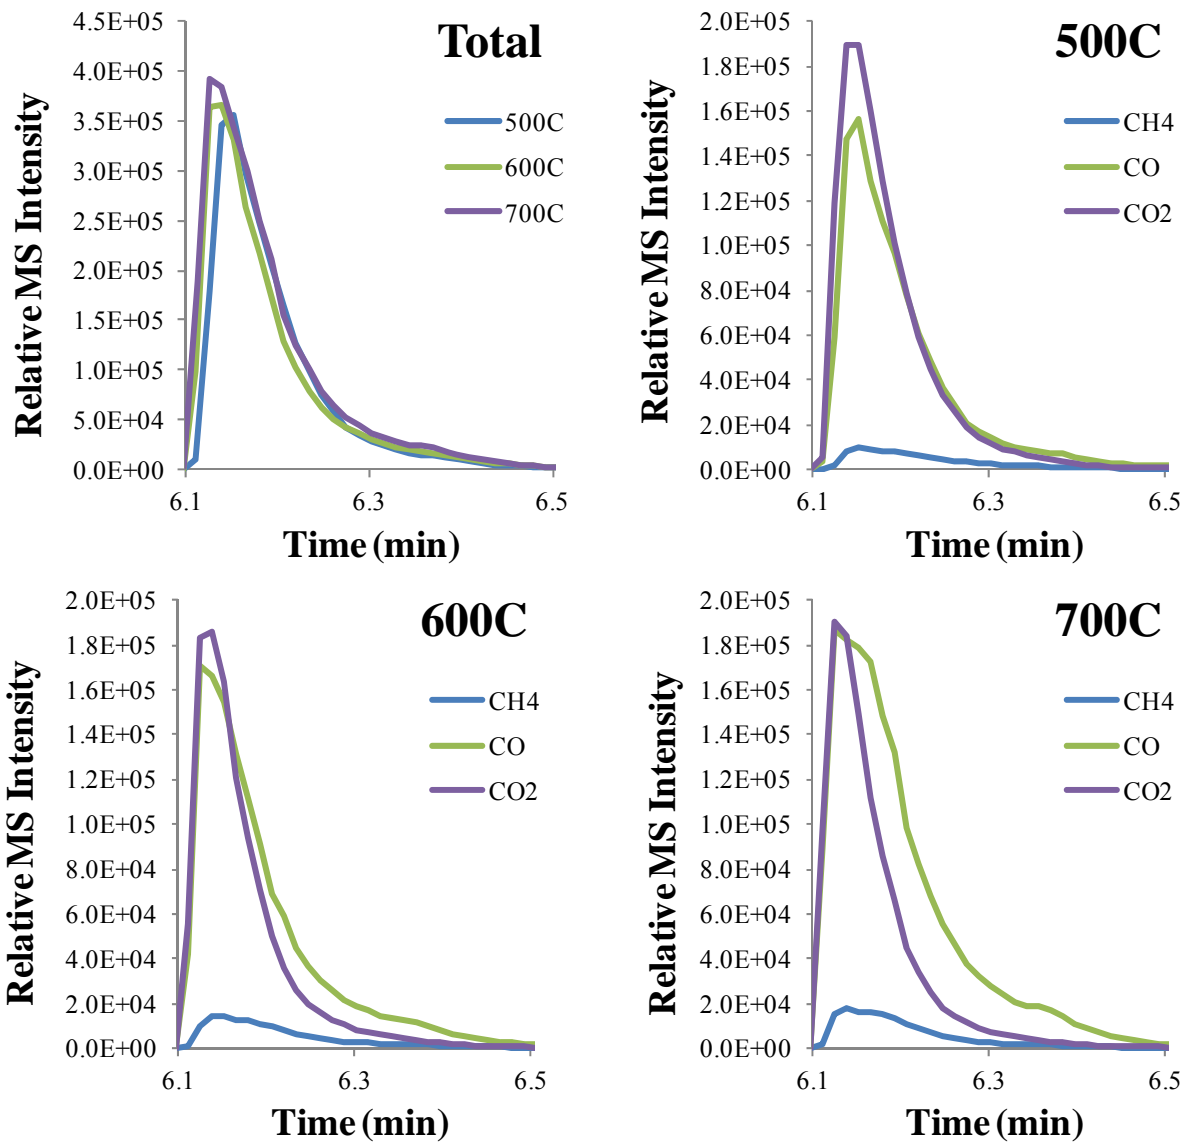 Total
4.5E+05
4.0E+05
3.5E+05
3.0E+05
2.5E+05
2.0E+05
1.5E+05
1.0E+05
5.0E+04
0.0E+00
Relative MS Intensity
500C
600C
700C
6.1 6.3 6.5
Time (min)
500C
2.0E+05
1.8E+05
1.6E+05
1.4E+05
1.2E+05
1.0E+05
8.0E+04
6.0E+04
4.0E+04
2.0E+04
0.0E+00
Relative MS Intensity
CH4
CO
CO2
6.1 6.3 6.5
Time (min)
600C
2.0E+05
1.8E+05
1.6E+05
1.4E+05
1.2E+05
1.0E+05
8.0E+04
6.0E+04
4.0E+04
2.0E+04
0.0E+00
Relative MS Intensity
CH4
CO
CO2
6.1 6.3 6.5
Time (min)
700C
2.0E+05
1.8E+05
1.6E+05
1.4E+05
1.2E+05
1.0E+05
8.0E+04
6.0E+04
4.0E+04
2.0E+04
0.0E+00
Relative MS Intensity
CH4
CO
CO2
6.1 6.3 6.5
Time (min)